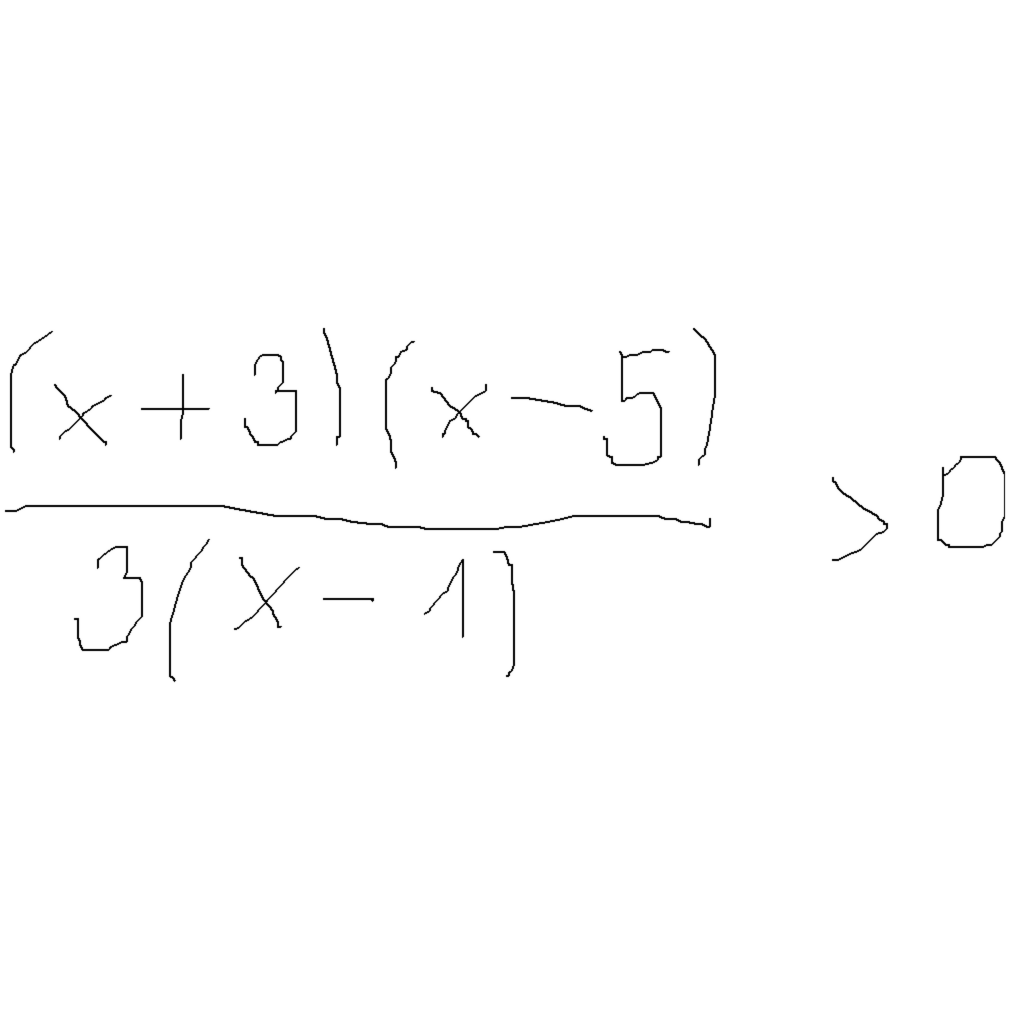 (x + 3)(x - 5)
3(x - 1)
> 0